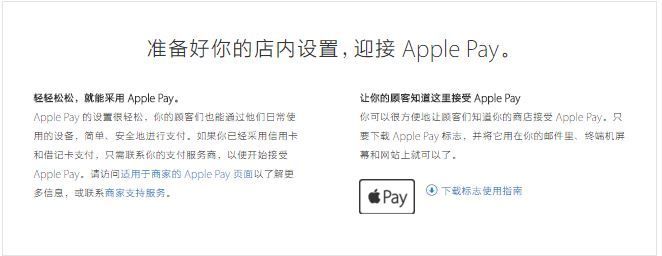 准备好你的店内设置，迎接 Apple Pay。
轻轻松松，就能采用 Apple Pay。
Apple Pay 的设置很轻松，你的顾客们也能通过他们日常使
用的设备，简单、安全地进行支付。如果你已经采用信用卡
和借记卡支付，只需联系你的支付服务商，以便开始接受
Apple Pay。请访问适用于商家的 Apple Pay 页面以了解更
多信息，或联系商家支持服务。
让你的顾客知道这里接受 Apple Pay
你可以很方便地让顾客们知道你的商店接受 Apple Pay。只
要下载 Apple Pay 标志，并将它用在你的邮件里、终端机屏
幕和网站上就可以了。
Pay
下载标志使用指南